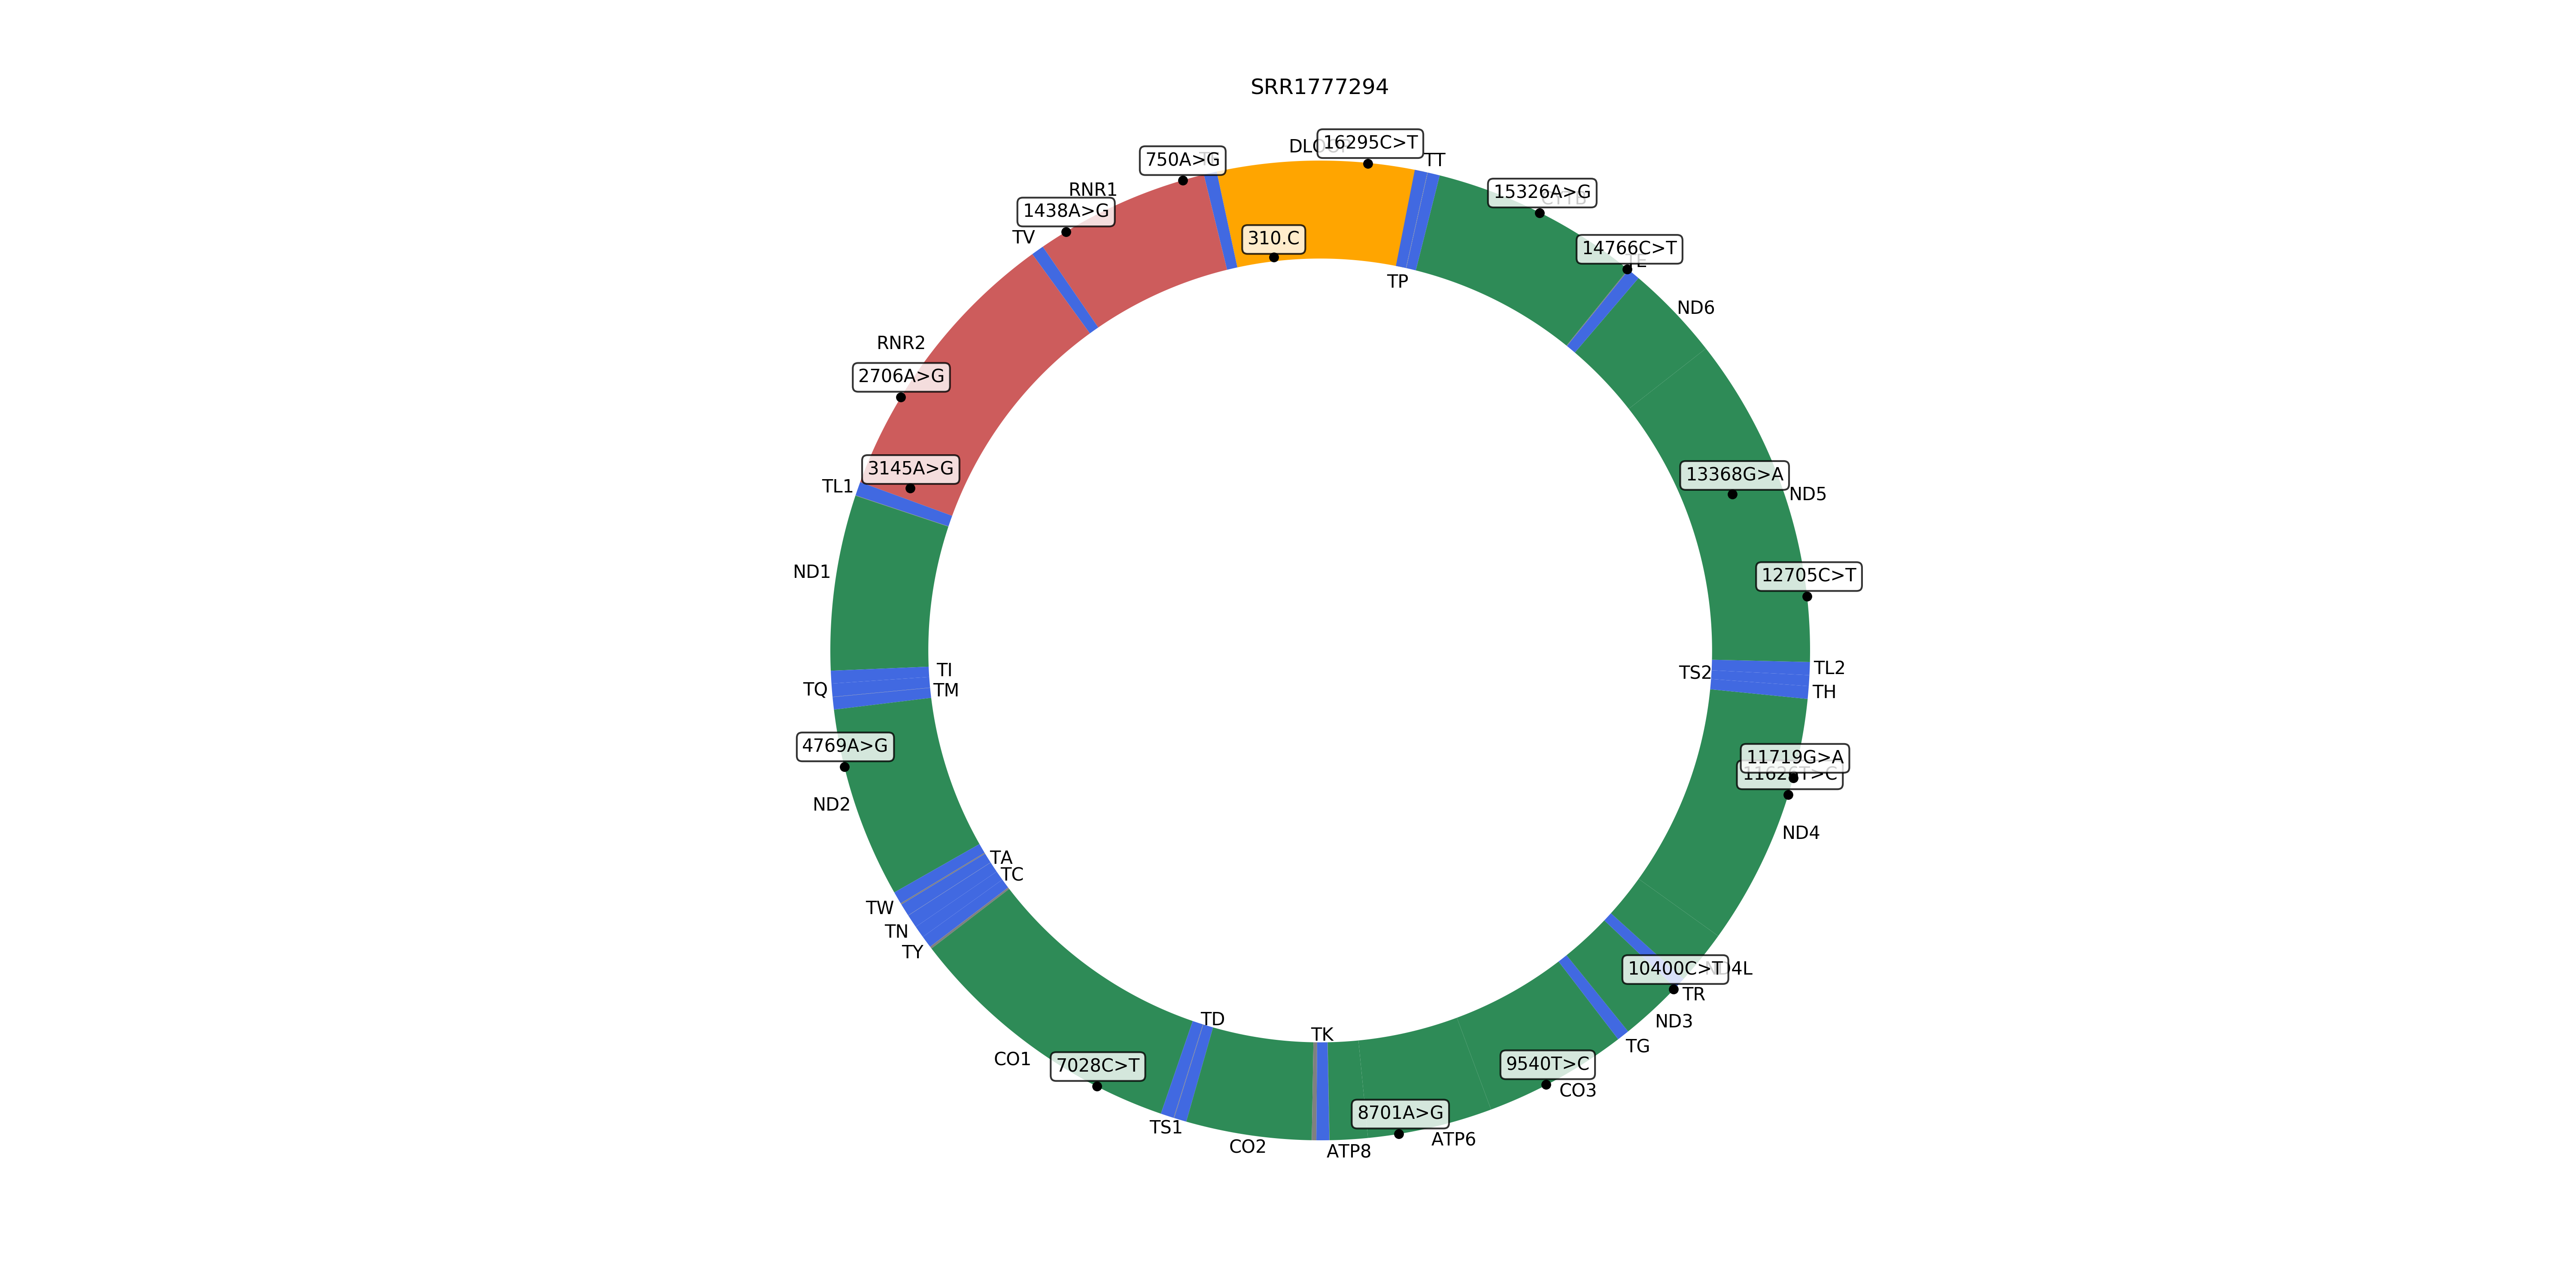 SRR1777294
16295C>T
TT
750A>G
RNR1
15326A>G
1438A>G
TV
310.C
14766C>T
TP
ND6
RNR2
2706A>G
3145A>G
13368G>A
TL1
ND5
ND1
12705C>T
TI
TS2
TL2
TQ
TM
TH
4769A>G
11719G>A
ND2
ND4
TA
TC
TW
TN
TY
10400C>T
TR
TD
ND3
TK
TG
CO1
7028C>T
9540T>C
CO3
8701A>G
TS1
CO2
ATP8
ATP6